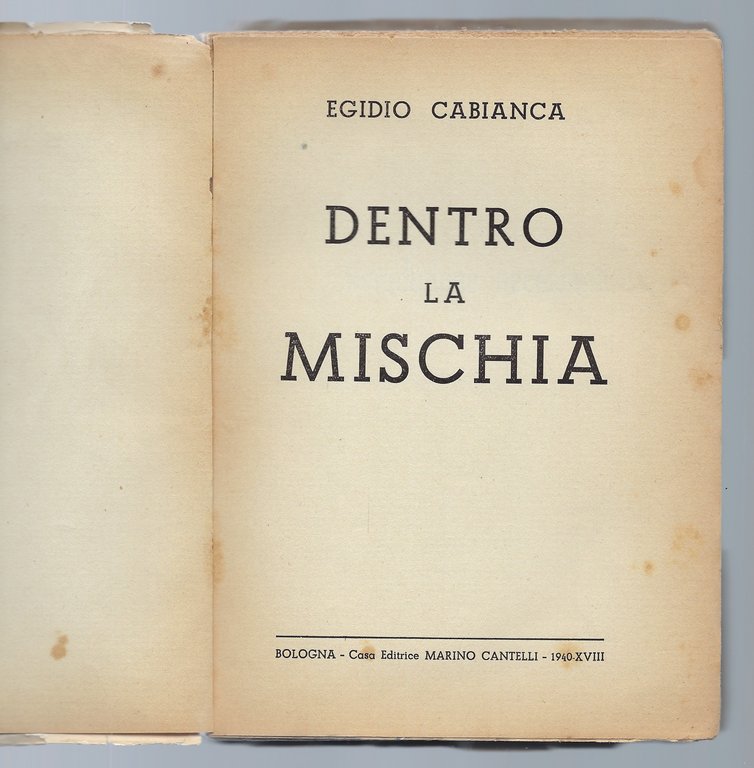 EGIDIO CABIANCA
DENTRO
LA
MISCHIA
BOLOGNA - Casa Editrice MARINO CANTELLI - 1940-XVIII